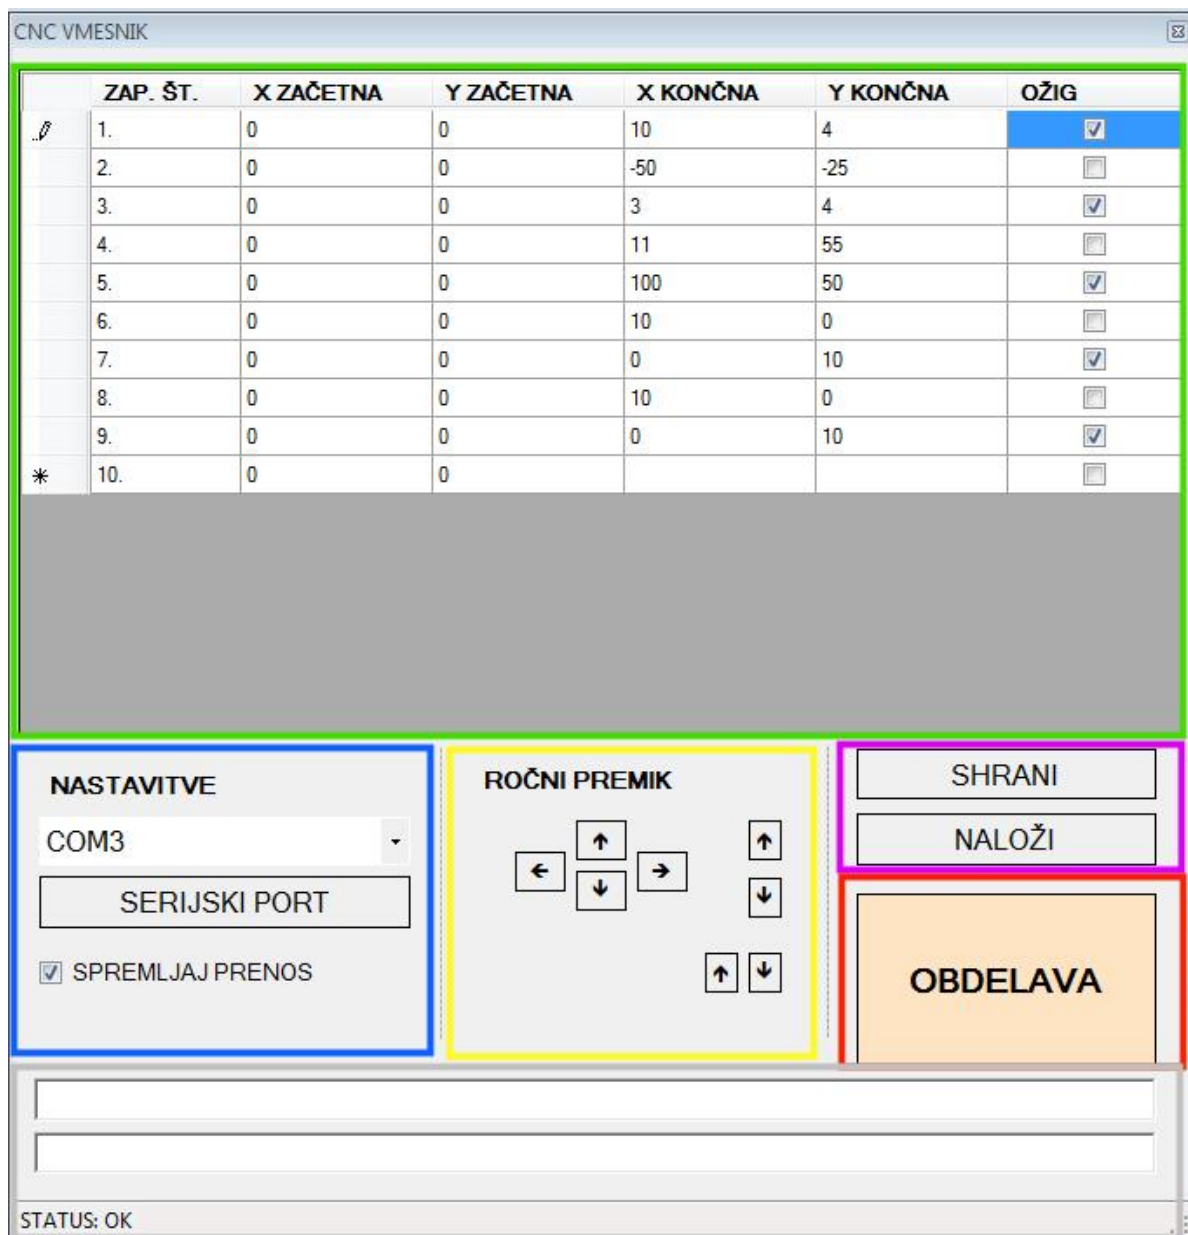 CNC VMESNIK
ZAP. ŠT. X ZAČETNA Y ZAČETNA X KONČNA Y KONČNA OŽIG
1. 0 0 10 4
2. 0 0 -50 -25
3. 0 0 3 4
4. 0 0 11 55
5. 0 0 100 50
6. 0 0 10 0
7. 0 0 0 10
8. 0 0 10 0
9. 0 0 0 10
10. 0 0
NASTAVITVE
COM3
SERIJSKI PORT
SPREMLJAJ PRENOS
ROČNI PREMIK
SHRANI
NALOŽI
OBDELAVA
STATUS: OK